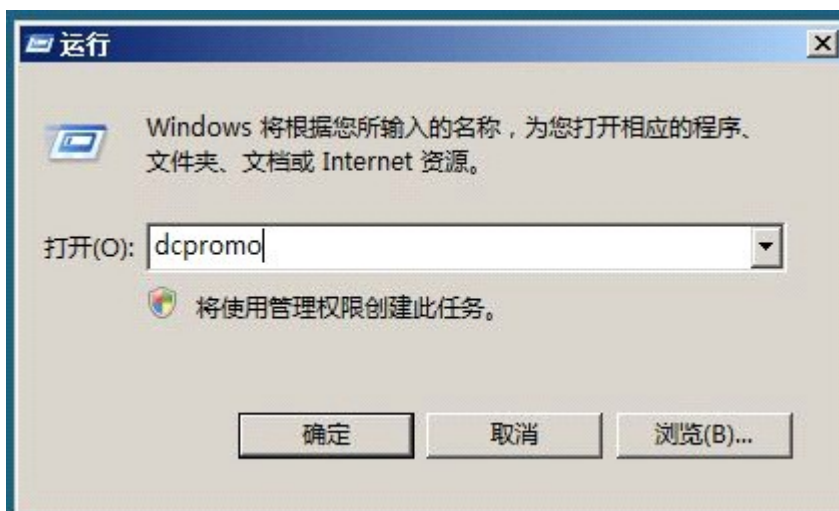 运行
Windows 将根据您所输入的名称，为您打开相应的程序、
文件夹、文档或 Internet 资源。
打开(O): dcpromo
将使用管理权限创建此任务。
确定 取消 浏览(B)...